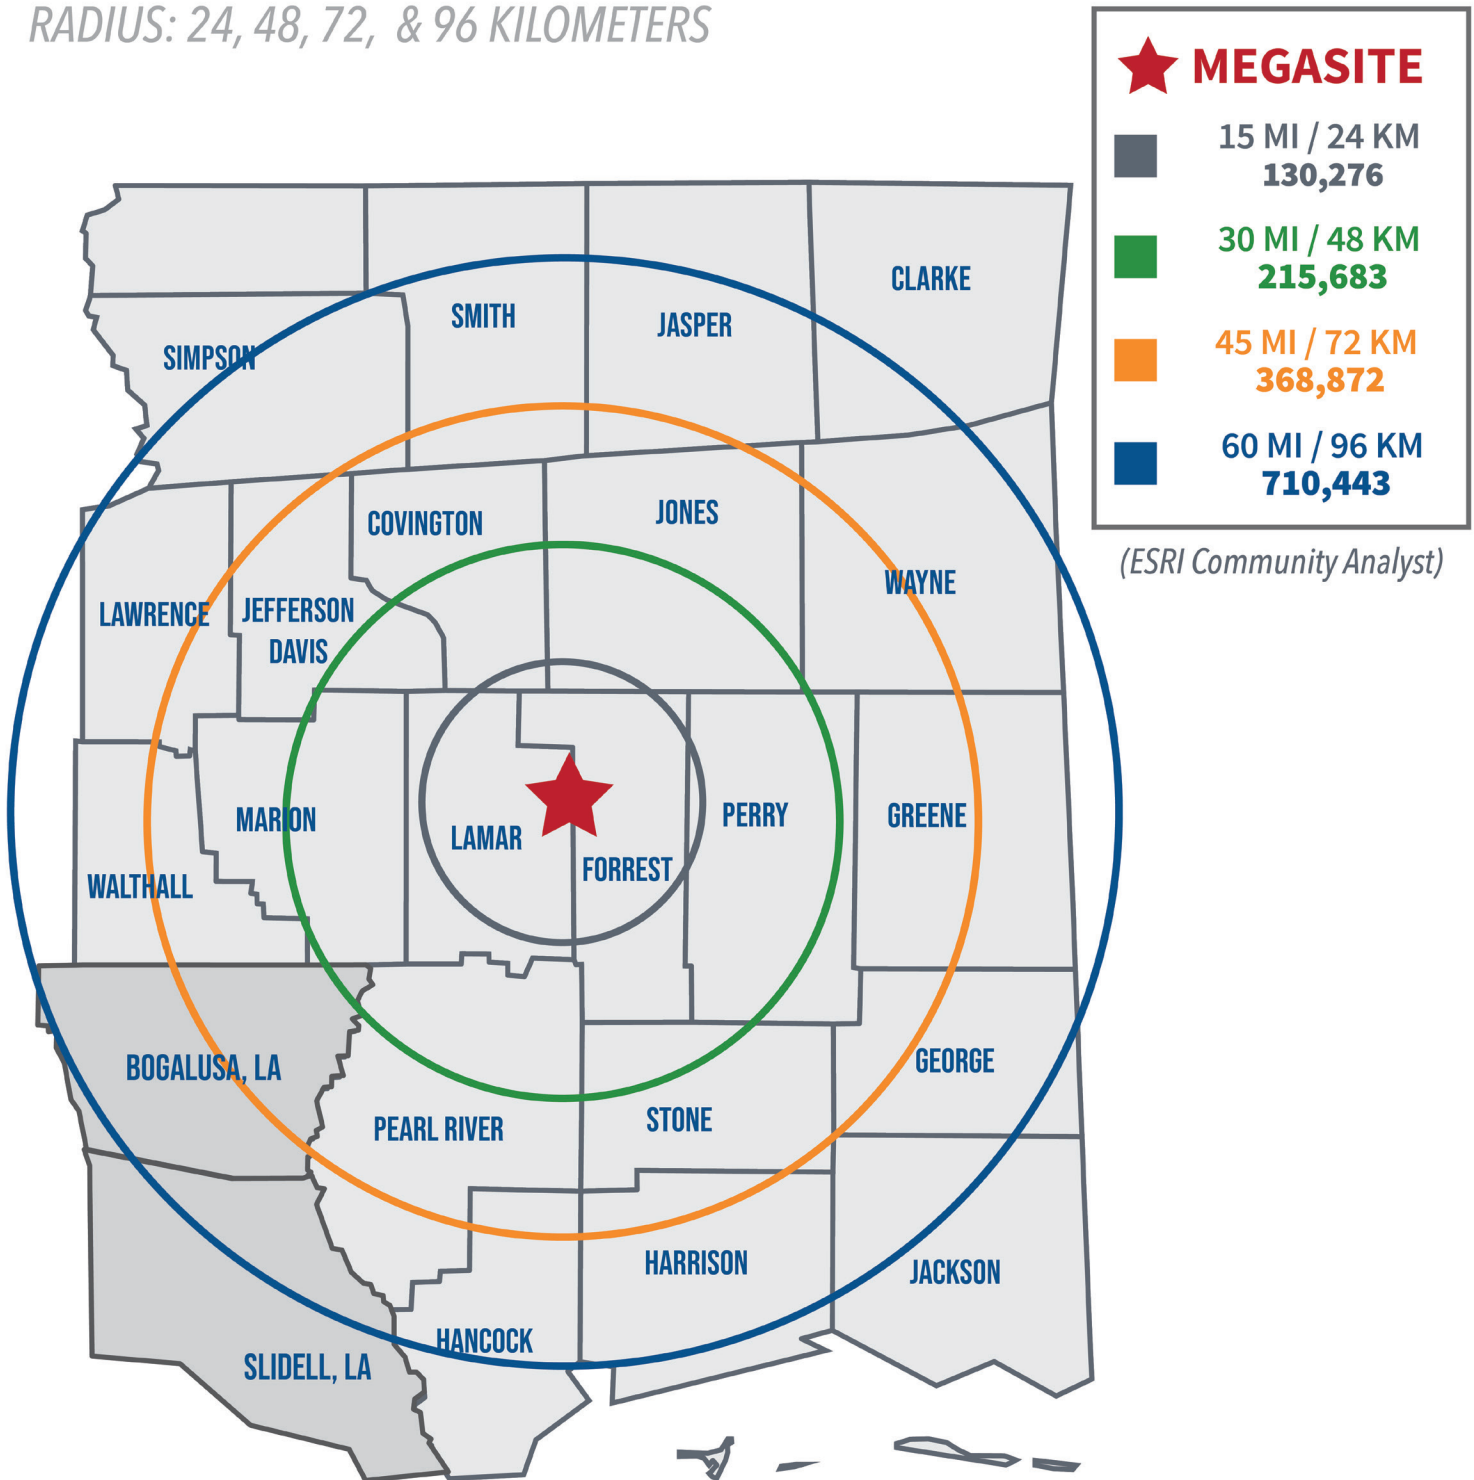 RADIUS: 24, 48, 72, & 96 KILOMETERS
MEGASITE
15 MI / 24 KM
130,276
30 MI / 48 KM
215,683
45 MI / 72 KM
368,872
60 MI / 96 KM
710,443
(ESRI Community Analyst)
CLARKE
SMITH
JASPER
SIMPSON
COVINGTON
JONES
WAYNE
LAWRENCE
JEFFERSON
DAVIS
MARION
LAMAR
PERRY
GREENE
FORREST
WALTHALL
BOGALUSA, LA
GEORGE
PEARL RIVER
STONE
HARRISON
JACKSON
HANCOCK
SLIDELL, LA